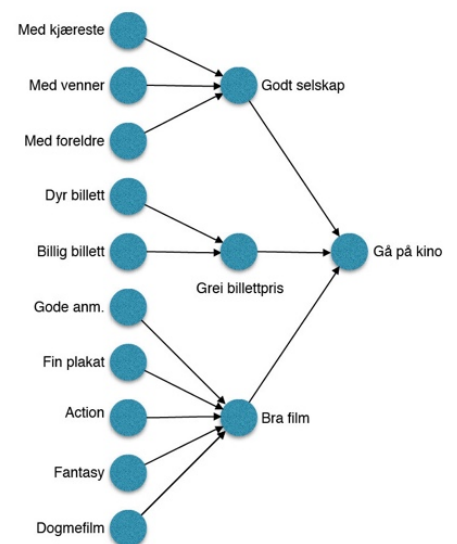 Med kjæreste
Med venner
Godt selskap
Med foreldre
Dyr billett
Billig billett
Gå på kino
Grei billettpris
Gode anm.
Fin plakat
Action
Bra film
Fantasy
Dogmefilm